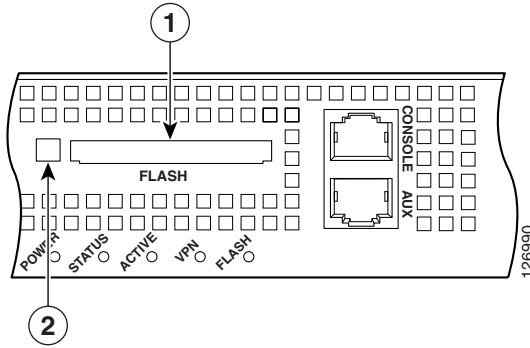 1
FLASH
CONSOLE
AUX
POWER
STATUS
ACTIVE
VPN
FLASH
2
126990